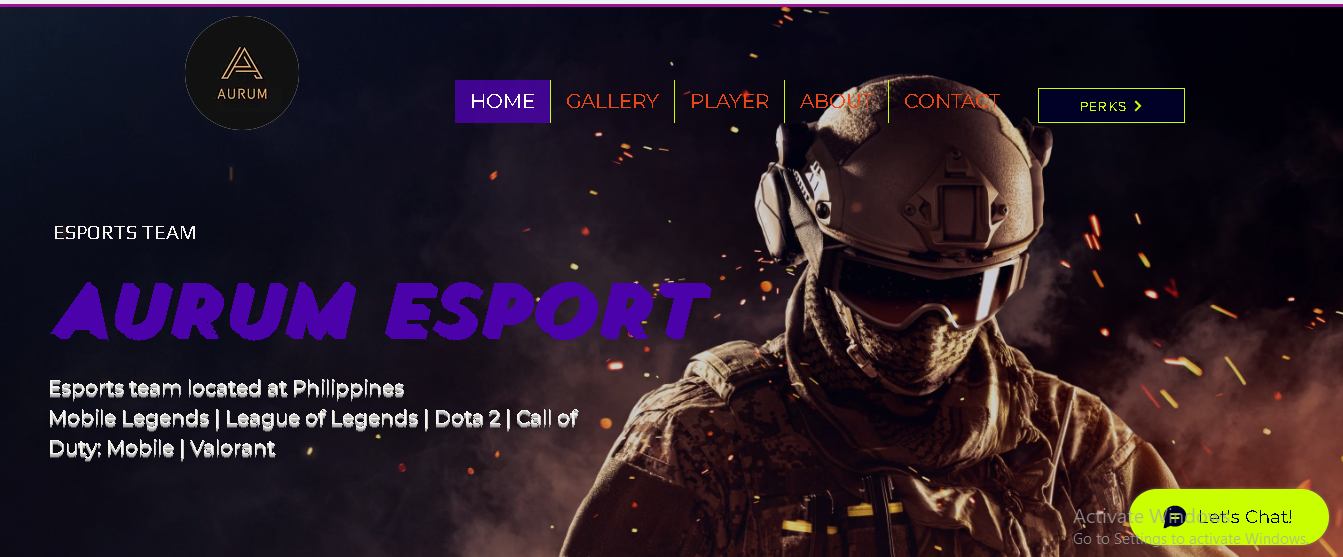 AURUM
HOME GALLERY PLAYER ABOUT CONTACT
PERKS
ESPORTS TEAM
AURUM ESPORT
Esports team located at Philippines
Mobile Legends | League of Legends | Dota 2 | Call of
Duty: Mobile | Valorant
Let's Chat!
Activate Windows
Go to Settings to activate Windows.